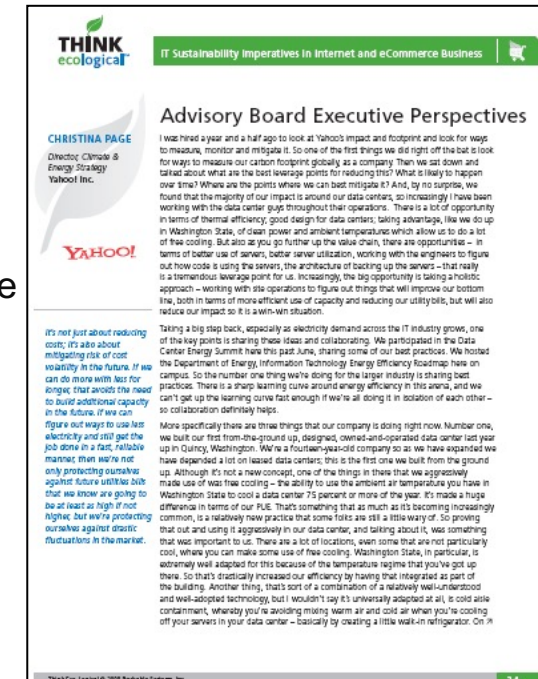 THINK
ecological™
IT Sustainability Imperatives in Internet and eCommerce Business
Advisory Board Executive Perspectives
CHRISTINA PAGE
Director, Climate &
Energy Strategy
Yahoo! Inc.
YAHOO!
e
It's not just about reducing
costs; it's also about
mitigating risk of cost
volatility in the future. If we
can do more with less for
longer, that avoids the need
to build additional capacity
in the future. If we can
figure out ways to use less
electricity and still get the
job done in a fast, reliable
manner, then we're not
only protecting ourselves
against future utilities bills
that we know are going to
be at least as high if not
higher, but we're protecting
ourselves against drastic
fluctuations in the market.
I was hired a year and a half ago to look at Yahoo's impact and footprint and look for ways
to measure, monitor and mitigate it. So one of the first things we did right off the bat is look
for ways to measure our carbon footprint globally, as a company. Then we sat down and
talked about what are the best leverage points for reducing this? What is likely to happen
over time? Where are the points where we can best mitigate it? And, by no surprise, we
found that the majority of our impact is around our data centers, so increasingly I have been
working with the data center guys throughout their operations. There is a lot of opportunity
in terms of thermal efficiency; good design for data centers; taking advantage, like we do up
in Washington State, of clean power and ambient temperatures which allow us to do a lot
of free cooling. But also as you go further up the value chain, there are opportunities – in
terms of better use of servers, better server utilization, working with the engineers to figure
out how code is using the servers, the architecture of backing up the servers – that really
is a tremendous leverage point for us. Increasingly, the big opportunity is taking a holistic
approach – working with site operations to figure out things that will improve our bottom
line, both in terms of more efficient use of capacity and reducing our utility bills, but will also
reduce our impact so it is a win-win situation.
Taking a big step back, especially as electricity demand across the IT industry grows, one
of the key points is sharing these ideas and collaborating. We participated in the Data
Center Energy Summit here this past June, sharing some of our best practices. We hosted
the Department of Energy, Information Technology Energy Efficiency Roadmap here on
campus. So the number one thing we're doing for the larger industry is sharing best
practices. There is a sharp learning curve around energy efficiency in this arena, and we
can't get up the learning curve fast enough if we're all doing it in isolation of each other –
so collaboration definitely helps.
More specifically there are three things that our company is doing right now. Number one,
we built our first from-the-ground up, designed, owned-and-operated data center last year
up in Quincy, Washington. We're a fourteen-year-old company so as we have expanded we
have depended a lot on leased data centers; this is the first one we built from the ground
up. Although it's not a new concept, one of the things in there that we aggressively
made use of was free cooling – the ability to use the ambient air temperature you have in
Washington State to cool a data center 75 percent or more of the year. It's made a huge
difference in terms of our PUE. That's something that as much as it's becoming increasingly
common, is a relatively new practice that some folks are still a little wary of. So proving
that out and using it aggressively in our data center, and talking about it, was something
that was important to us. There are a lot of locations, even some that are not particularly
cool, where you can make some use of free cooling. Washington State, in particular, is
extremely well adapted for this because of the temperature regime that you've got up
there. So that's drastically increased our efficiency by having that integrated as part of
the building. Another thing, that's sort of a combination of a relatively well-understood
and well-adopted technology, but I wouldn't say it's universally adapted at all, is cold aisle
containment, whereby you're avoiding mixing warm air and cold air when you're cooling
off your servers in your data center – basically by creating a little walk-in refrigerator. On